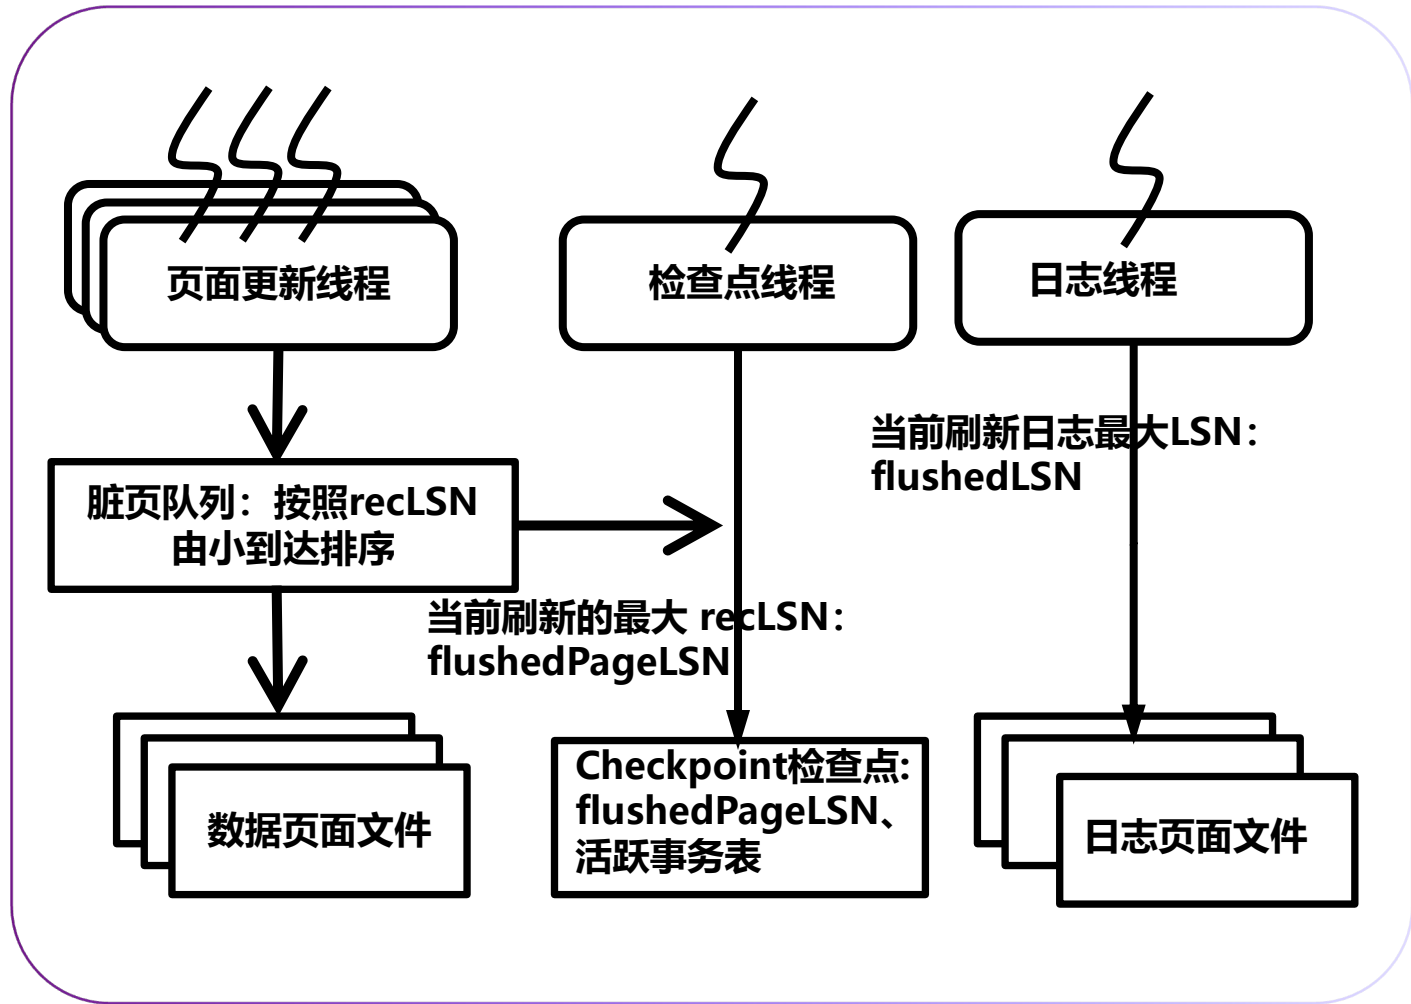 页面更新线程
检查点线程
日志线程
当前刷新日志最大LSN：
flushedLSN
脏页队列：按照recLSN
由小到达排序
当前刷新的最大 recLSN：
flushedPageLSN
数据页面文件
Checkpoint检查点:
flushedPageLSN、
活跃事务表
日志页面文件